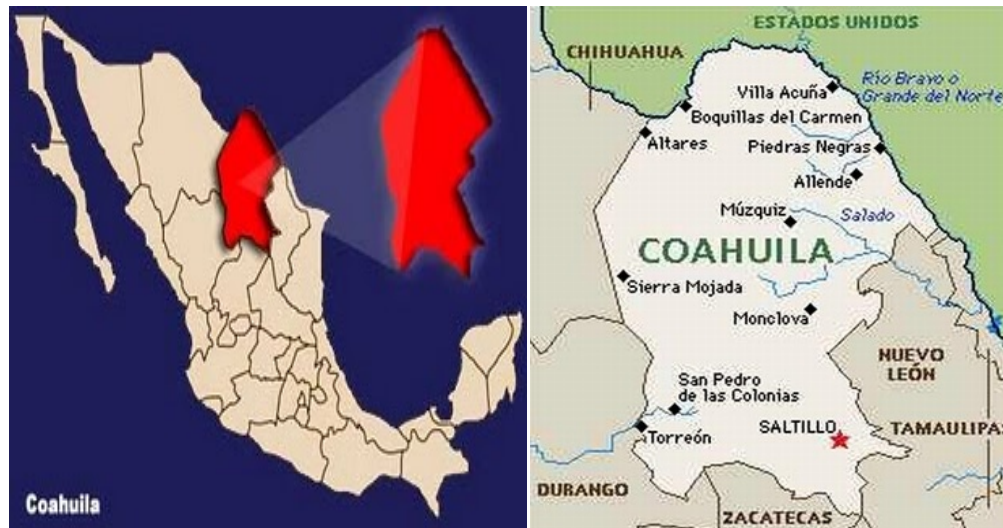 Coahuila
ESTADOS UNIDOS
CHIHUAHUA
Villa Acuña
Río Bravo o
Grande del Norte
Boquillas del Carmen
Altares
Piedras Negras
Allende
Múzquiz
Salado
COAHUILA
Sierra Mojada
Monclova
NUEVO
LEÓN
San Pedro
de las Colonias
SALTILLO
TAMAULIPAS
Torreón
DURANGO
ZACATECAS